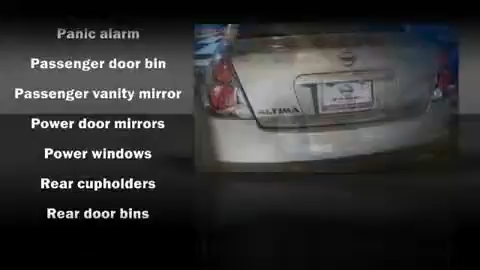 Panic alarm
Passenger door bin
Passenger vanity mirror
Power door mirrors
Power windows
Rear cupholders
Rear door bins
ALTIMA